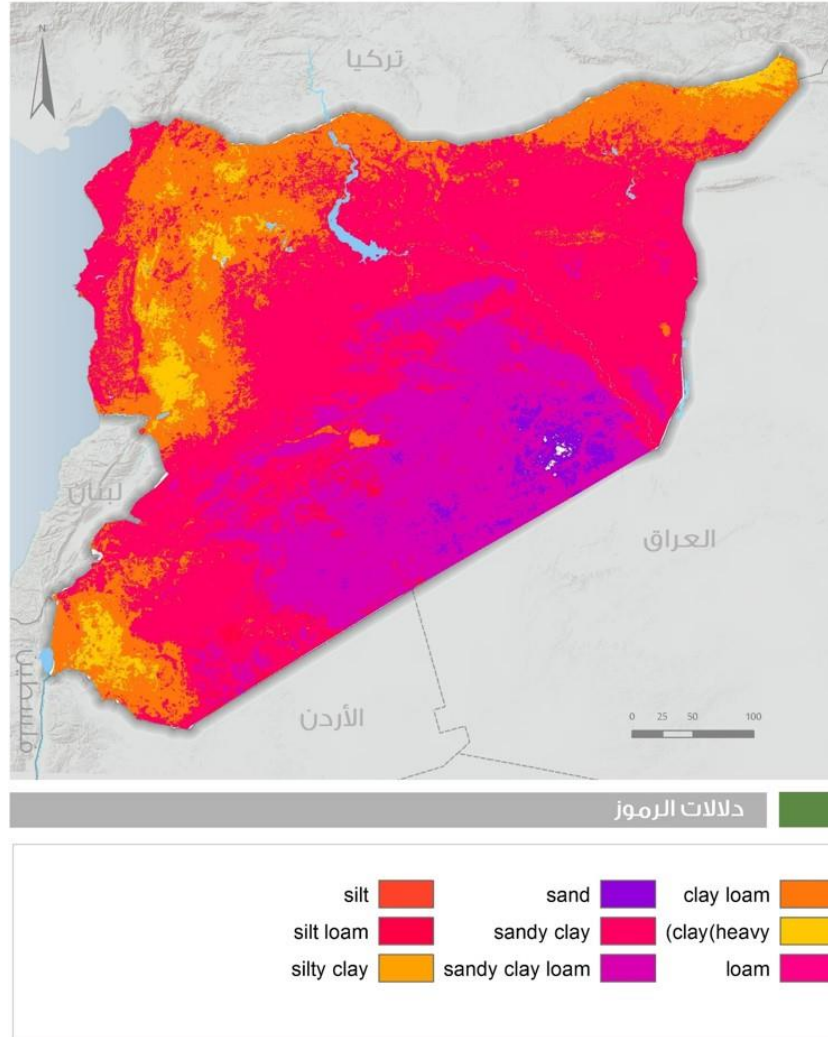 N
تركيا
لبنان
العراق
فلسطين
الأردن
0 25 50 100
دلالات الرموز
silt sand clay loam
silt loam sandy clay (clay(heavy
silty clay sandy clay loam loam